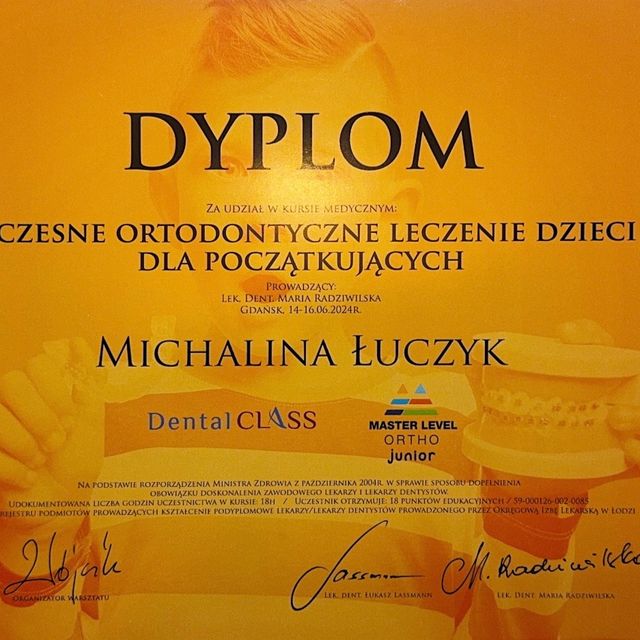 DYPLOM
ZA UDZIAŁ W KURSIE MEDYCZNYM:
CZESNE ORTODONTYCZNE LECZENIE DZIECI
DLA POCZĄTKUJĄCYCH
PROWADZĄCY:
LEK. DENT. MARIA RADZIWILSKA
GDAŃSK, 14-16.06.2024R.
MICHALINA ŁUCZYK
DentalCLASS
MASTER LEVEL
ORTHO
junior
NA PODSTAWIE ROZPORZĄDZENIA MINISTRA ZDROWIA Z PAŹDZIERNIKA 2004R. W SPRAWIE SPOSOBU DOPEŁNIENIA
OBOWIĄZKU DOSKONALENIA ZAWODOWEGO LEKARZY I LEKARZY DENTYSTÓW.
UDOKUMENTOWANA LICZBA GODZIN UCZESTNICTWA W KURSIE: 18H / UCZESTNIK OTRZYMUJE: 18 PUNKTÓW EDUKACYJNYCH / 59-000126-002-0085
REJESTRU PODMIOTÓW PROWADZĄCYCH KSZTAŁCENIE PODYPLOMOWE LEKARZY/LEKARZY DENTYSTÓW PROWADZONEGO PRZEZ OKRĘGOWĄ IZBĘ LEKARSKĄ W ŁODZI
Wójcik
Lassmann
M. Radziwilska
ORGANIZATOR WARSZTATU
LEK. DENT. ŁUKASZ LASSMANN
LEK. DENT. MARIA RADZIWILSKA